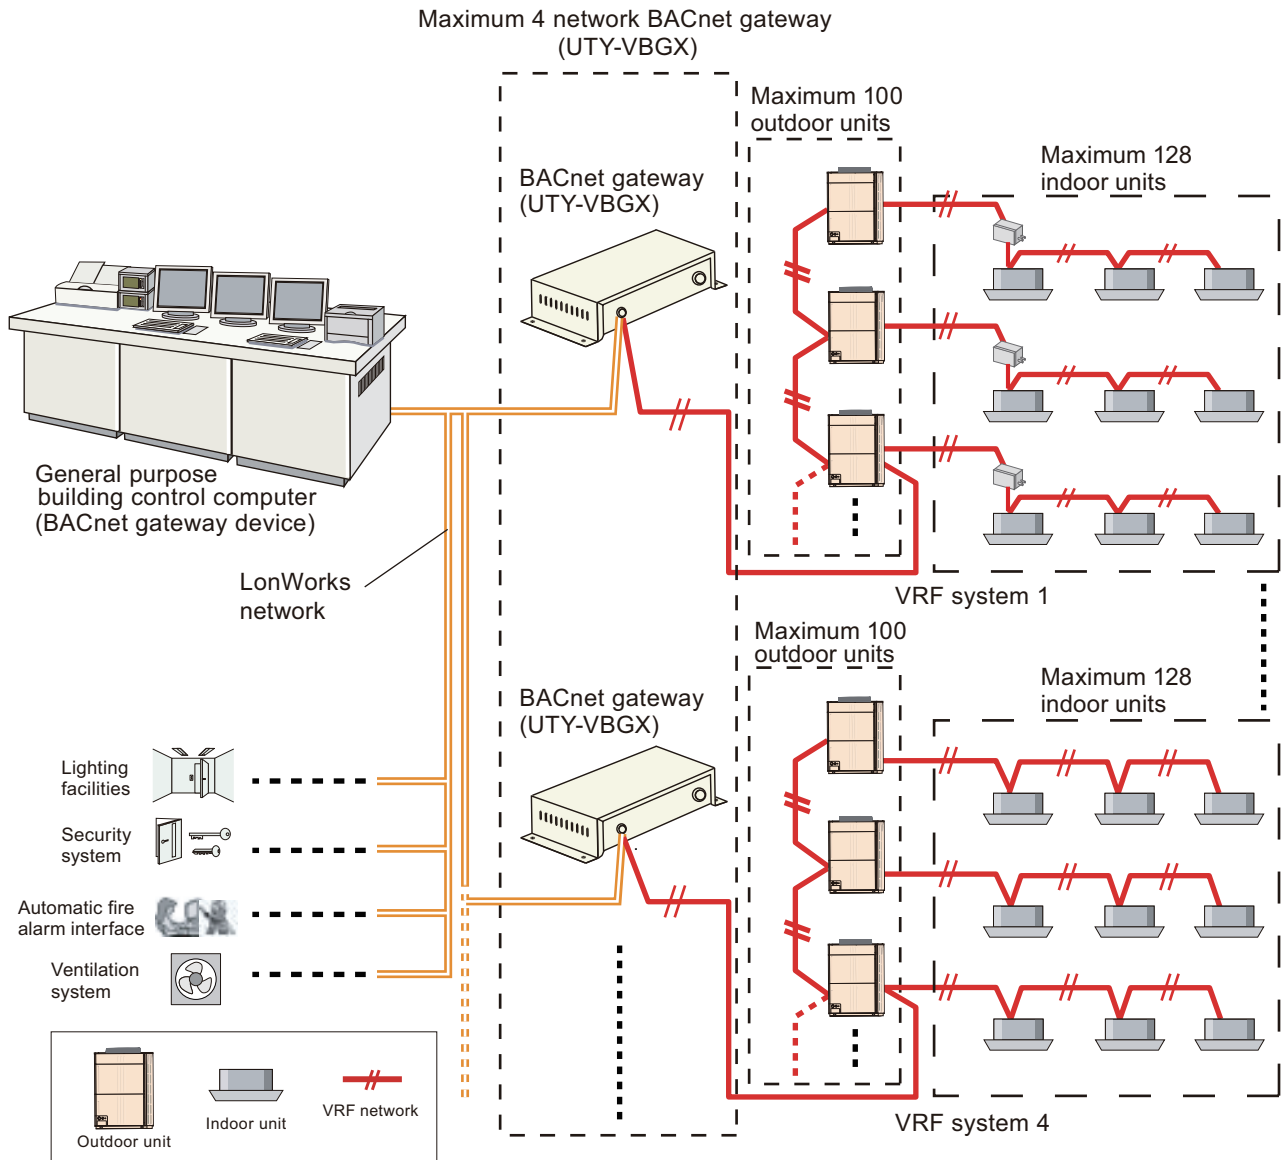 Maximum 4 network BACnet gateway
(UTY-VBGX)
Maximum 100
outdoor units
Maximum 128
indoor units
BACnet gateway
(UTY-VBGX)
General purpose
building control computer
(BACnet gateway device)
LonWorks
network
VRF system 1
Maximum 100
outdoor units
Maximum 128
indoor units
BACnet gateway
(UTY-VBGX)
Lighting
facilities
Security
system
Automatic fire
alarm interface
Ventilation
system
Outdoor unit
Indoor unit
VRF network
VRF system 4